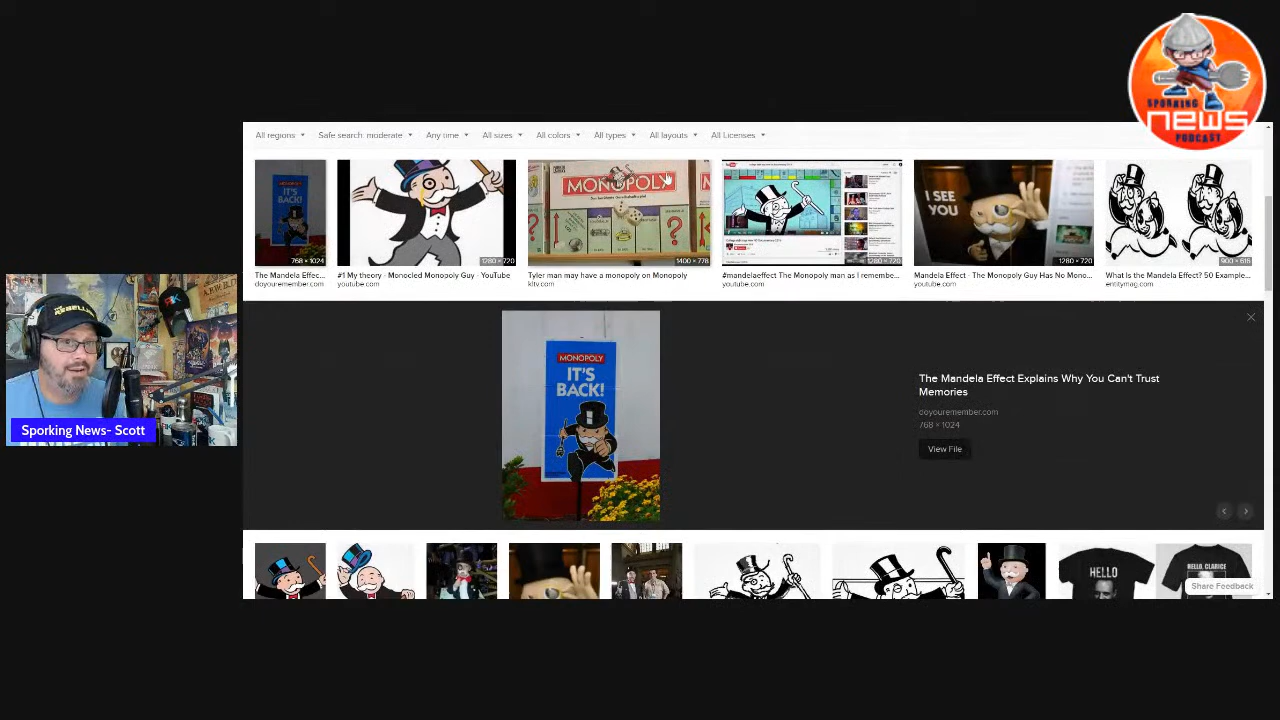 SPORKING
NEWS
PODCAST
All regions
Safe search: moderate
Any time
All sizes
All colors
All types
All layouts
All Licenses
IT'S
BACK!
768 × 1024
1280 × 720
MONOPOLY
1400 × 778
1280 × 720
I SEE
YOU
1280 × 720
900 × 616
The Mandela Effec...
doyouremember.com
#1 My theory - Monocled Monopoly Guy - YouTube
youtube.com
Tyler man may have a monopoly on Monopoly
kltv.com
#mandelaeffect The Monopoly man as I remembe...
youtube.com
Mandela Effect - The Monopoly Guy Has No Mono...
youtube.com
What Is the Mandela Effect? 50 Example...
entitymag.com
Sporking News- Scott
MONOPOLY
IT'S
BACK!
The Mandela Effect Explains Why You Can't Trust
Memories
doyouremember.com
768 × 1024
View File
HELLO
HELLO, CLARICE
Share Feedback